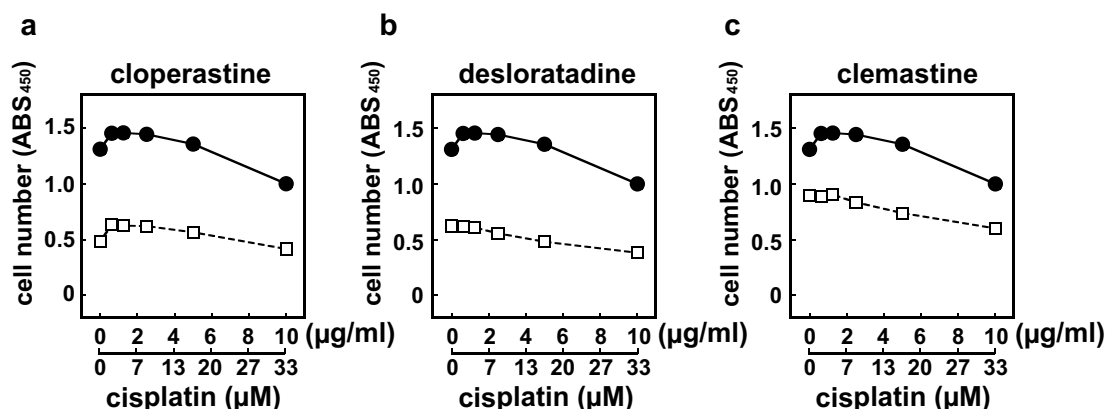 a
cloperastine
cell number (ABS450)
1.5
1.0
0.5
0
0 2 4 6 8 10 (µg/ml)
0 7 13 20 27 33
cisplatin (µM)
b
desloratadine
cell number (ABS450)
1.5
1.0
0.5
0
0 2 4 6 8 10 (µg/ml)
0 7 13 20 27 33
cisplatin (µM)
c
clemastine
cell number (ABS450)
1.5
1.0
0.5
0
0 2 4 6 8 10 (µg/ml)
0 7 13 20 27 33
cisplatin (µM)